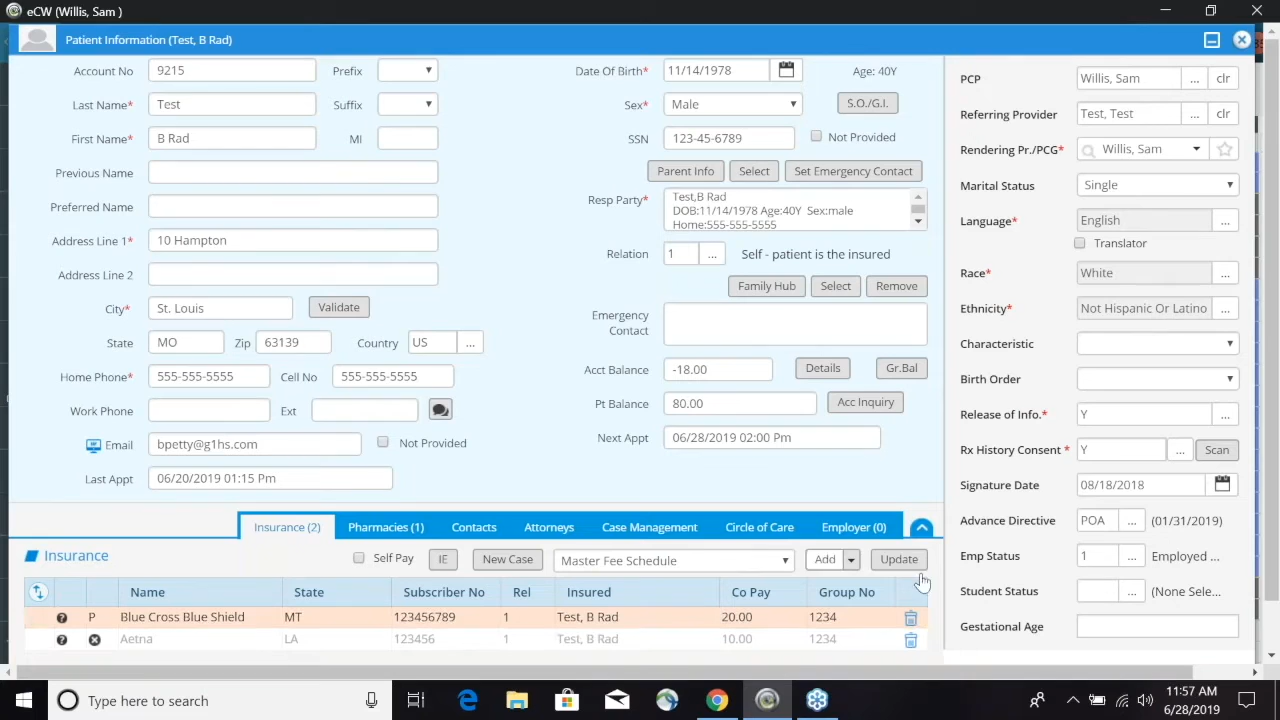 eCW (Willis, Sam )
Patient Information (Test, B Rad)
Account No 9215 Prefix
Last Name* Test Suffix
First Name* B Rad MI
Previous Name
Preferred Name
Address Line 1* 10 Hampton
Address Line 2
City* St. Louis Validate
State MO Zip 63139 Country US ...
Home Phone* 555-555-5555 Cell No 555-555-5555
Work Phone Ext
Email bpetty@g1hs.com Not Provided
Last Appt 06/20/2019 01:15 Pm
Date Of Birth* 11/14/1978 Age: 40Y
Sex* Male S.O./G.I.
SSN 123-45-6789 Not Provided
Parent Info Select Set Emergency Contact
Resp Party* Test,B Rad
DOB:11/14/1978 Age:40Y Sex:male
Home:555-555-5555
Relation 1 ... Self - patient is the insured
Family Hub Select Remove
Emergency
Contact
Acct Balance -18.00 Details Gr.Bal
Pt Balance 80.00 Acc Inquiry
Next Appt 06/28/2019 02:00 Pm
PCP Willis, Sam ... clr
Referring Provider Test, Test ... clr
Rendering Pr./PCG* Willis, Sam
Marital Status Single
Language* English ...
Translator
Race* White ...
Ethnicity* Not Hispanic Or Latino ...
Characteristic
Birth Order
Release of Info.* Y ...
Rx History Consent * Y ... Scan
Signature Date 08/18/2018
Advance Directive POA ... (01/31/2019)
Emp Status 1 ... Employed ...
Student Status ... (None Sele...
Gestational Age
Insurance (2) Pharmacies (1) Contacts Attorneys Case Management Circle of Care Employer (0)
Insurance Self Pay IE New Case Master Fee Schedule Add Update
Name State Subscriber No Rel Insured Co Pay Group No
P Blue Cross Blue Shield MT 123456789 1 Test, B Rad 20.00 1234
Aetna LA 123456 1 Test, B Rad 10.00 1234
Type here to search
11:57 AM
6/28/2019